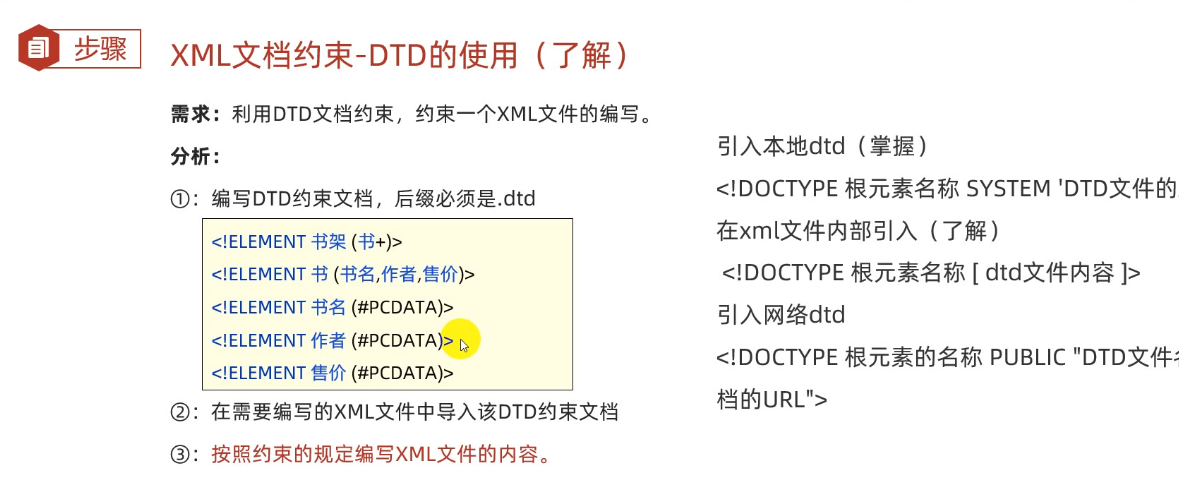 步骤
XML文档约束-DTD的使用（了解）
需求：利用DTD文档约束，约束一个XML文件的编写。
分析：
①：编写DTD约束文档，后缀必须是.dtd
<!ELEMENT 书架 (书+)>
<!ELEMENT 书 (书名,作者,售价)>
<!ELEMENT 书名 (#PCDATA)>
<!ELEMENT 作者 (#PCDATA)>
<!ELEMENT 售价 (#PCDATA)>
②：在需要编写的XML文件中导入该DTD约束文档
③：按照约束的规定编写XML文件的内容。
引入本地dtd（掌握）
<!DOCTYPE 根元素名称 SYSTEM 'DTD文件的
在xml文件内部引入（了解）
<!DOCTYPE 根元素名称 [ dtd文件内容 ]>
引入网络dtd
<!DOCTYPE 根元素的名称 PUBLIC "DTD文件
档的URL">